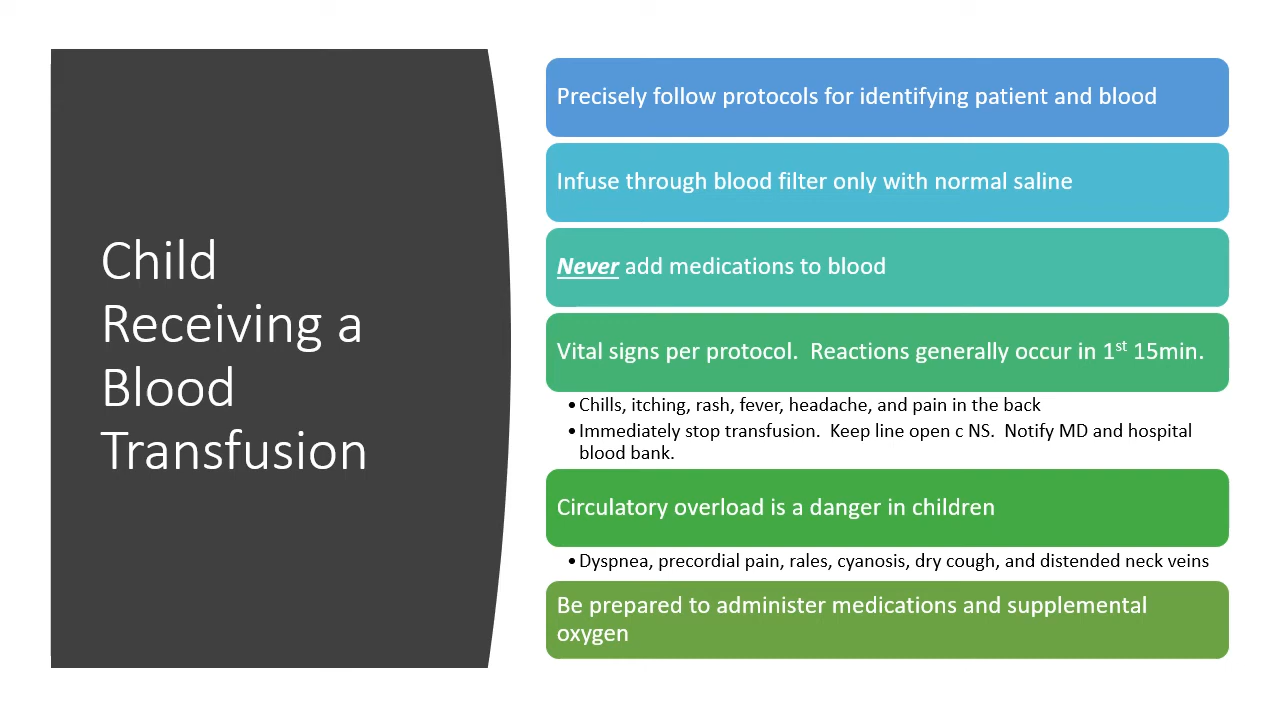 Child
Receiving a
Blood
Transfusion
Precisely follow protocols for identifying patient and blood
Infuse through blood filter only with normal saline
Never add medications to blood
Vital signs per protocol.  Reactions generally occur in 1st 15min.
•Chills, itching, rash, fever, headache, and pain in the back
•Immediately stop transfusion.  Keep line open c NS.  Notify MD and hospital
blood bank.
Circulatory overload is a danger in children
•Dyspnea, precordial pain, rales, cyanosis, dry cough, and distended neck veins
Be prepared to administer medications and supplemental
oxygen